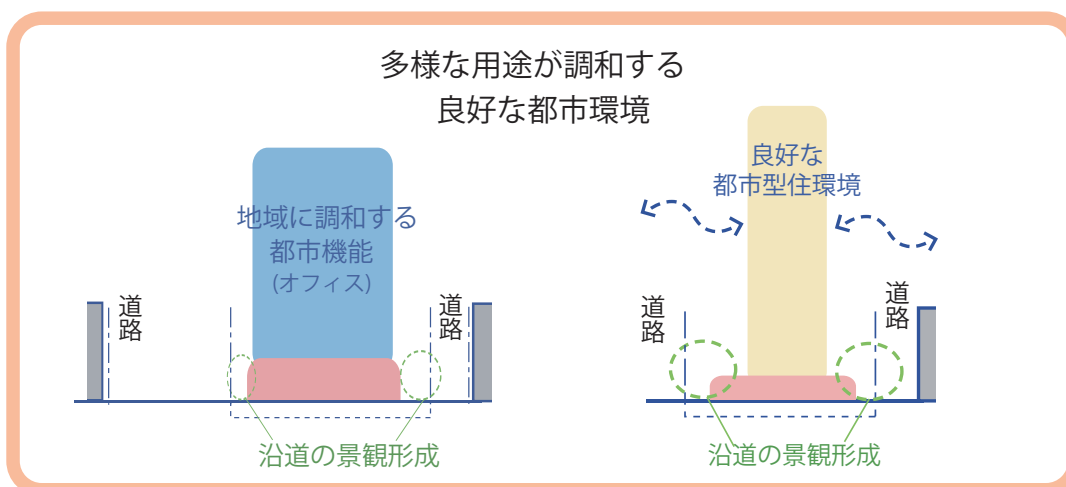 多様な用途が調和する
良好な都市環境
地域に調和する
都市機能
(オフィス)
道路
道路
沿道の景観形成
良好な
都市型住環境
道路
道路
沿道の景観形成